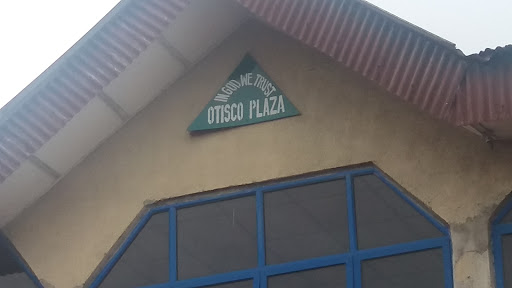 IN GOD WE TRUST
OTISCO PLAZA